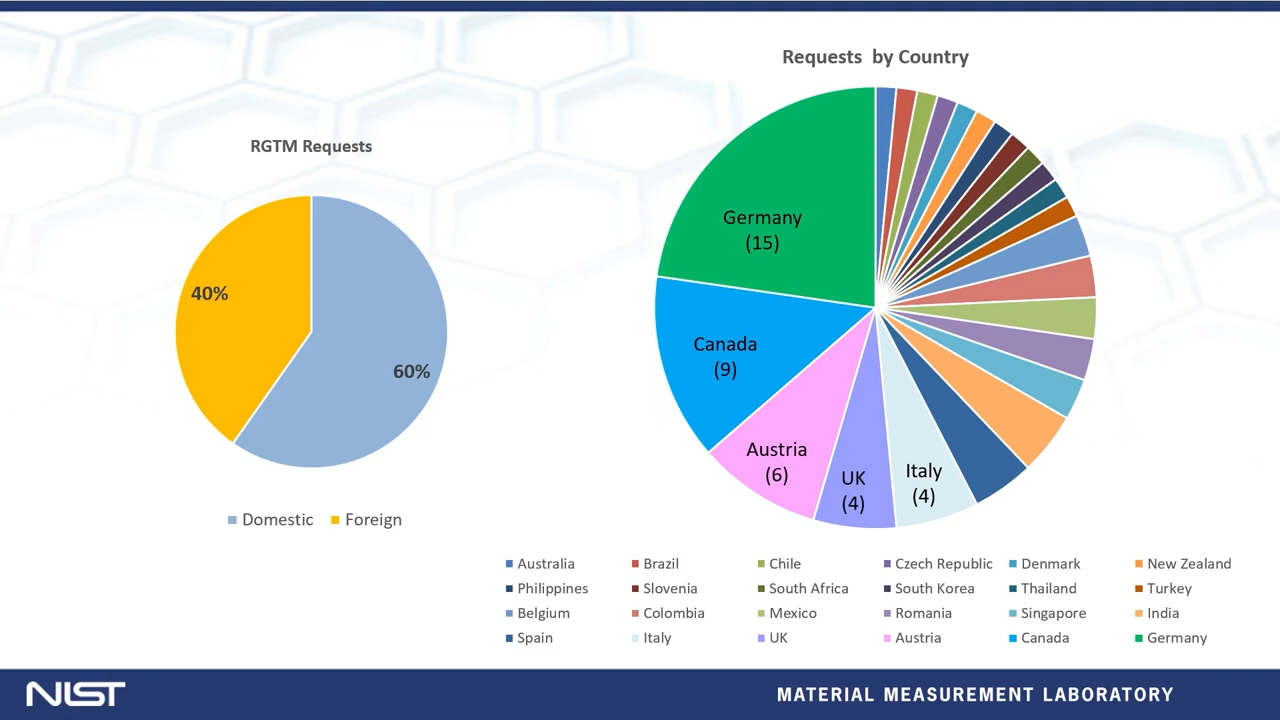 Requests  by Country
RGTM Requests
Germany
(15)
40%
Canada
(9)
60%
Austria
(6)
UK
(4)
Italy
(4)
Domestic Foreign
Australia Brazil Chile Czech Republic Denmark New Zealand
Philippines Slovenia South Africa South Korea Thailand Turkey
Belgium Colombia Mexico Romania Singapore India
Spain Italy UK Austria Canada Germany
NIST
MATERIAL MEASUREMENT LABORATORY